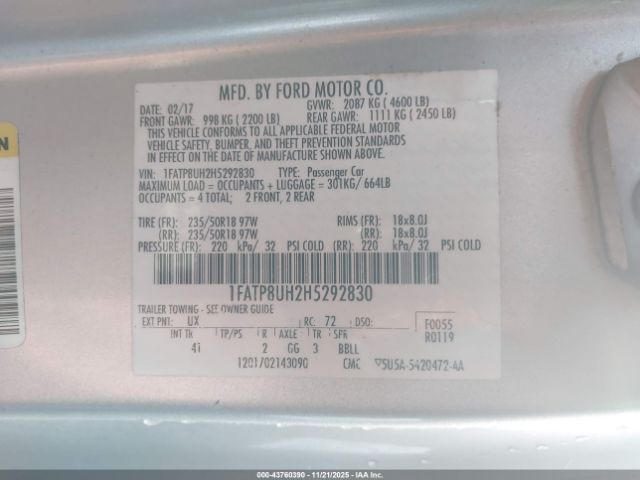 MFD. BY FORD MOTOR CO.
DATE: 02/17 GVWR: 2087 KG ( 4600 LB)
FRONT GAWR: 998 KG ( 2200 LB) REAR GAWR: 1111 KG ( 2450 LB)
THIS VEHICLE CONFORMS TO ALL APPLICABLE FEDERAL MOTOR
VEHICLE SAFETY, BUMPER, AND THEFT PREVENTION STANDARDS
IN EFFECT ON THE DATE OF MANUFACTURE SHOWN ABOVE.
VIN: 1FATP8UH2H5292830 TYPE: Passenger Car
MAXIMUM LOAD = OCCUPANTS + LUGGAGE = 301KG/ 664LB
OCCUPANTS = 4 TOTAL; 2 FRONT, 2 REAR
TIRE (FR): 235/50R18 97W RIMS (FR): 18x8.0J
(RR): 235/50R18 97W (RR): 18x8.0J
PRESSURE (FR): 220 kPa/ 32 PSI COLD (RR): 220 kPa/ 32 PSI COLD
1FATP8UH2H5292830
TRAILER TOWING - SEE OWNER GUIDE
EXT PNT: UX RC: 72 DSO: F0055
INT TR TP/PS R AXLE TR SPR R0119
41 2 GG 3 BBLL
1201/02143090 CMC 5U5A-5420472-AA
000-43760390 - 11/21/2025 - IAAI.COM